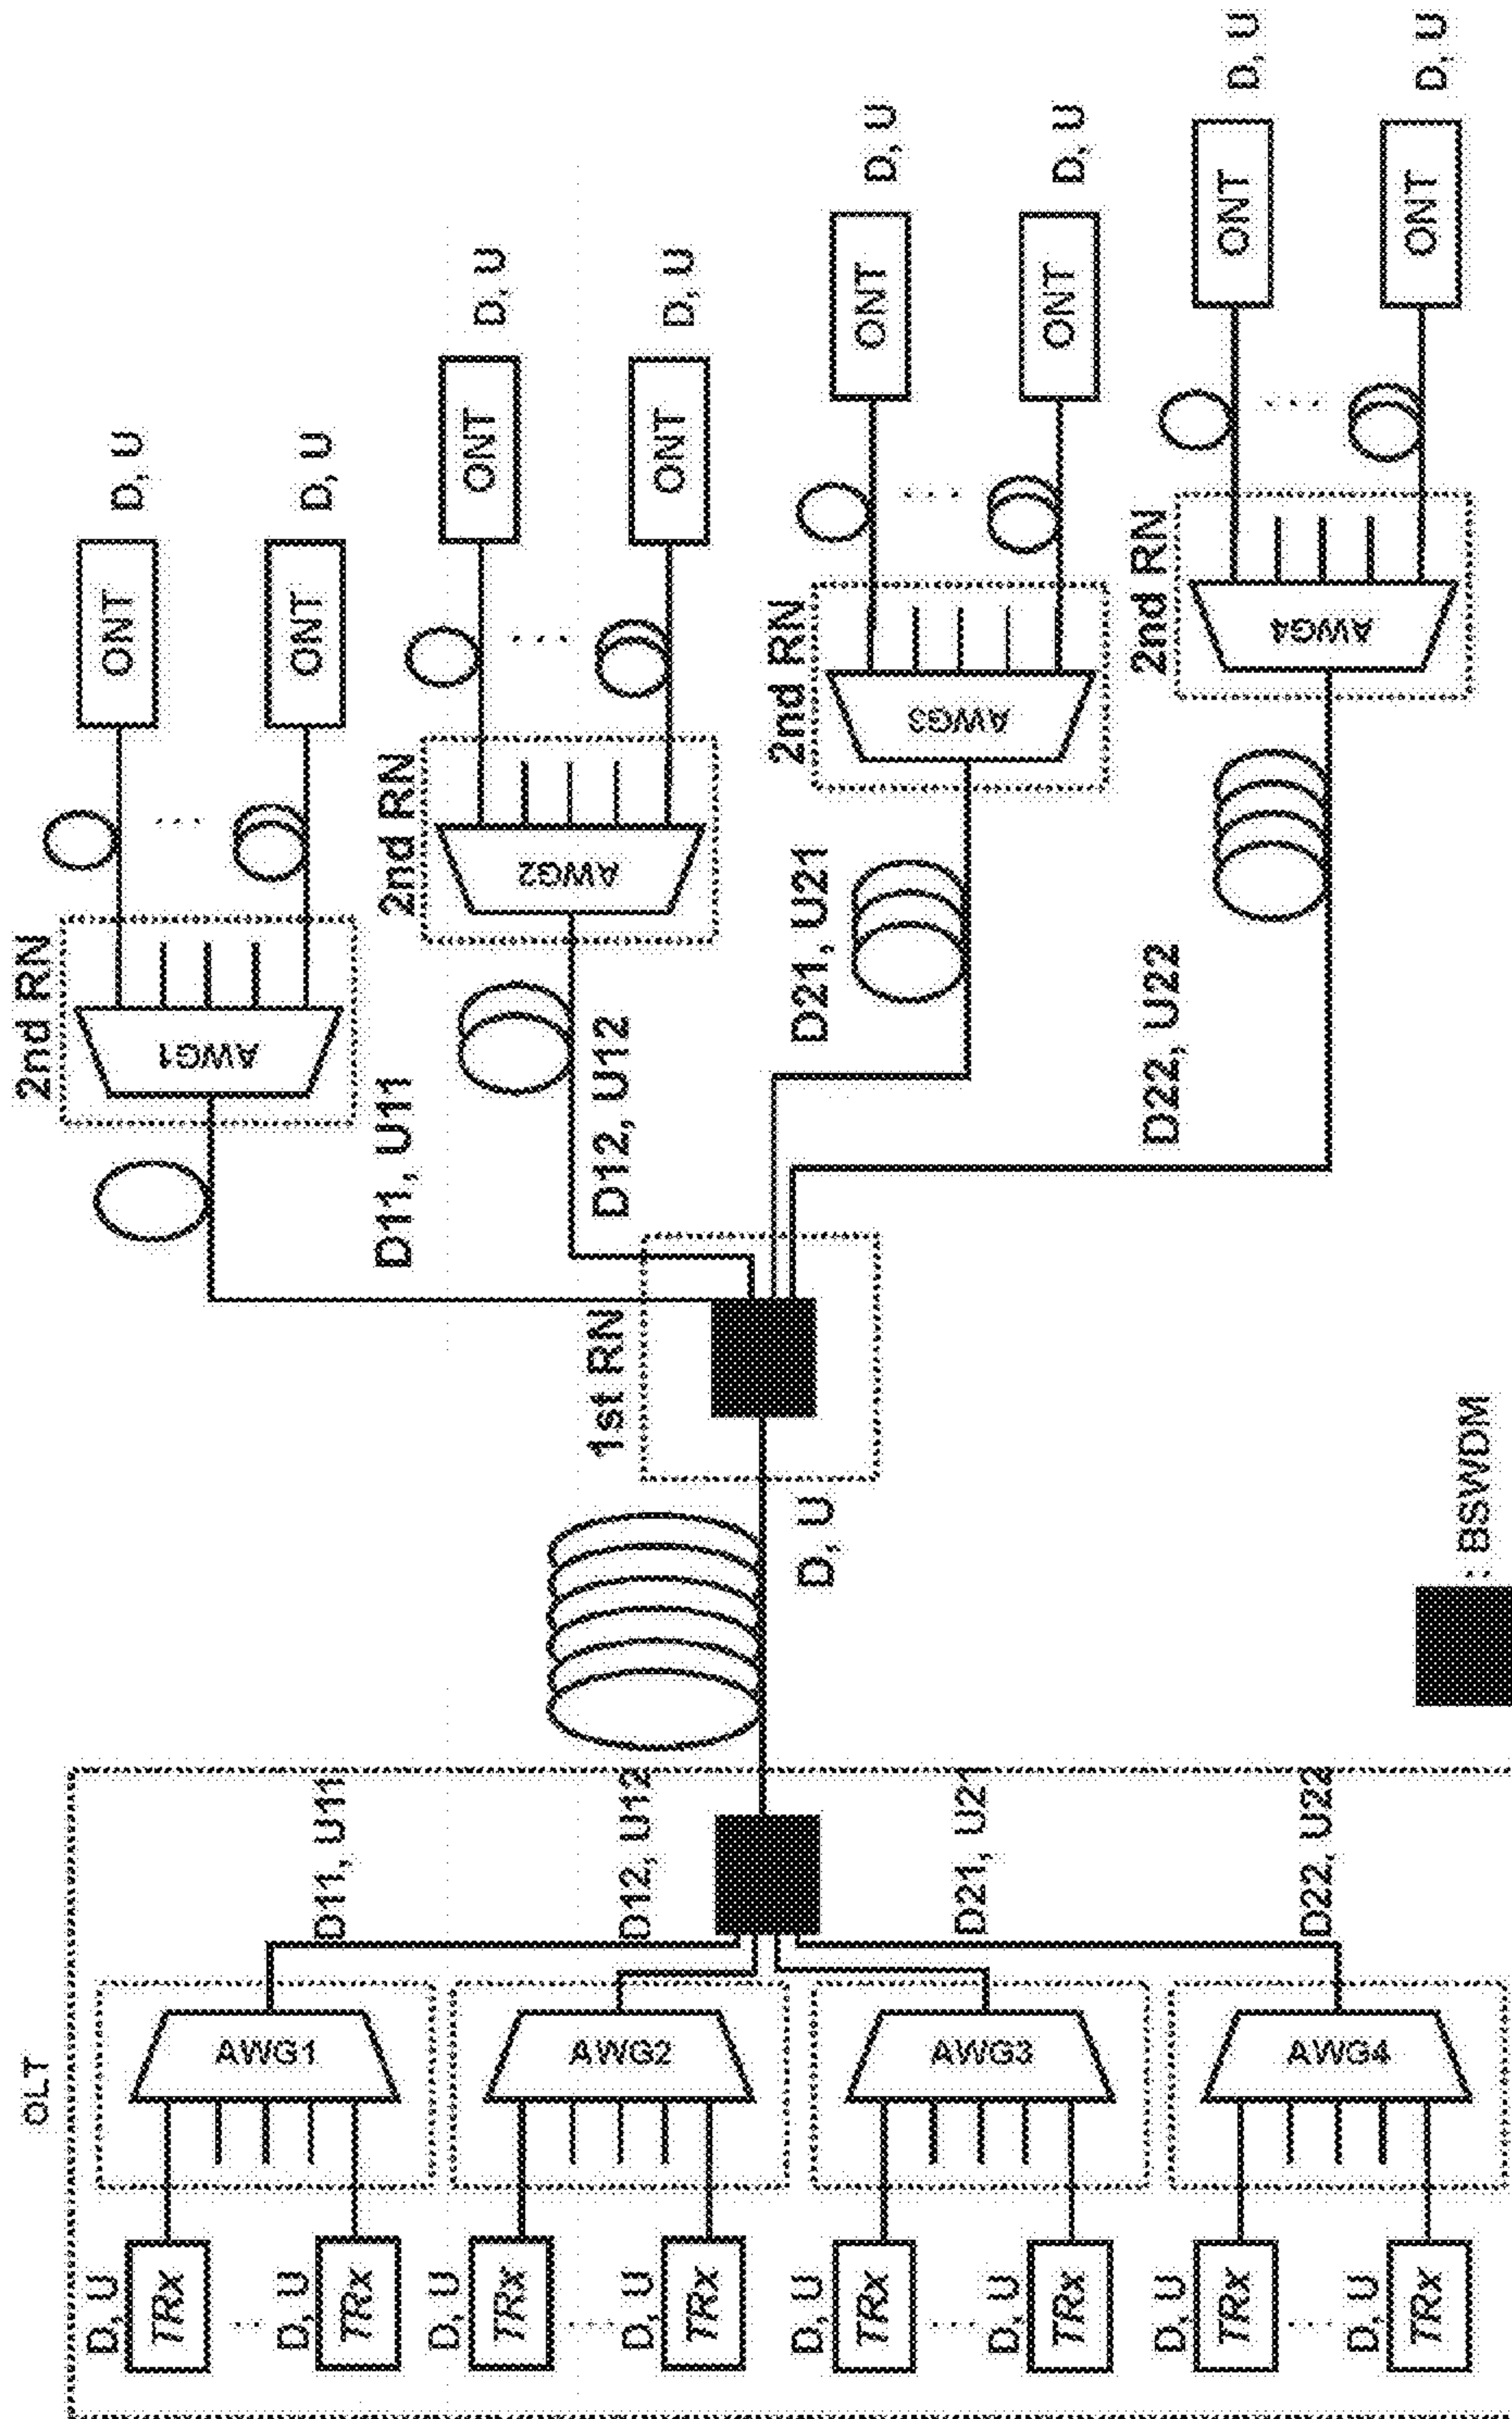 OLT
D, U
TRx
...
D, U
TRx
D, U
TRx
...
D, U
TRx
D, U
TRx
...
D, U
TRx
D, U
TRx
...
D, U
TRx
AWG1
AWG2
AWG3
AWG4
D11, U11
D12, U12
D21, U21
D22, U22
D, U
1st RN
: BSWDM
D11, U11
D12, U12
D21, U21
D22, U22
2nd RN
AWG1
2nd RN
AWG2
2nd RN
AWG3
2nd RN
AWG4
...
...
...
...
ONT
D, U
ONT
D, U
ONT
D, U
ONT
D, U
ONT
D, U
ONT
D, U
ONT
D, U
ONT
D, U